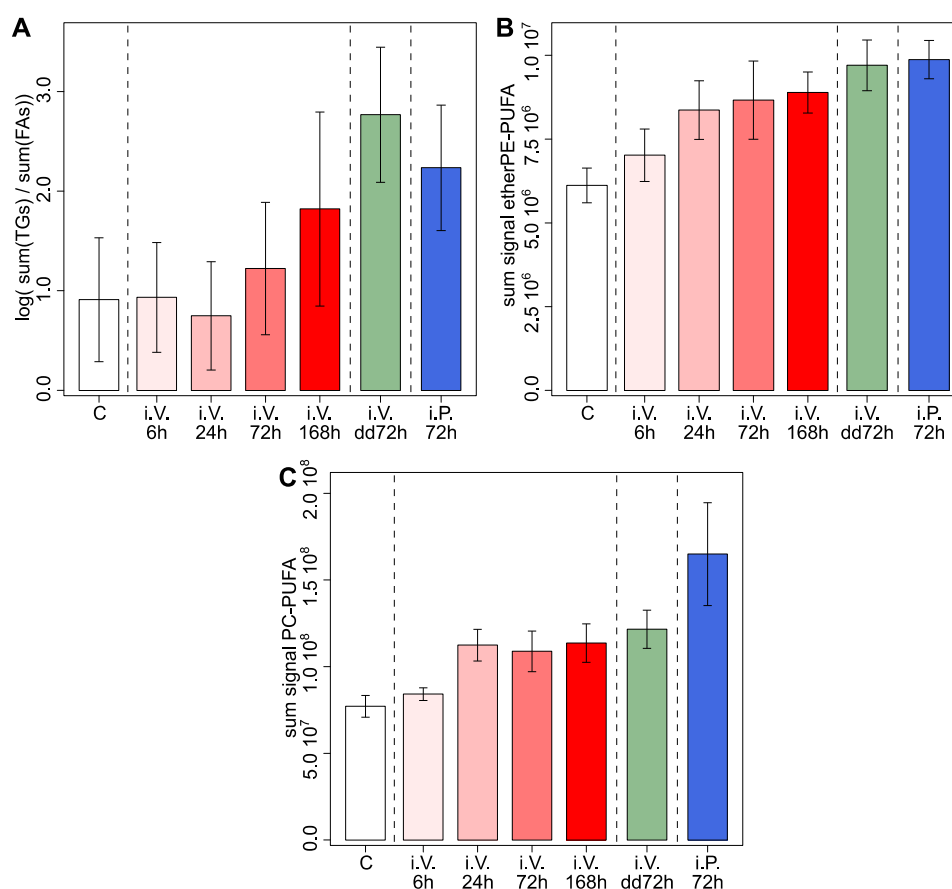 A
log( sum(TGs) / sum(FAs))
0.0 1.0 2.0 3.0
C i.V. i.V. i.V. i.V. i.V. i.P.
6h 24h 72h 168h dd72h 72h
B
sum signal etherPE-PUFA
0.0 2.5 10⁶ 5.0 10⁶ 7.5 10⁶ 1.0 10⁷
C i.V. i.V. i.V. i.V. i.V. i.P.
6h 24h 72h 168h dd72h 72h
C
sum signal PC-PUFA
0.0 5.0 10⁷ 1.0 10⁸ 1.5 10⁸ 2.0 10⁸
C i.V. i.V. i.V. i.V. i.V. i.P.
6h 24h 72h 168h dd72h 72h